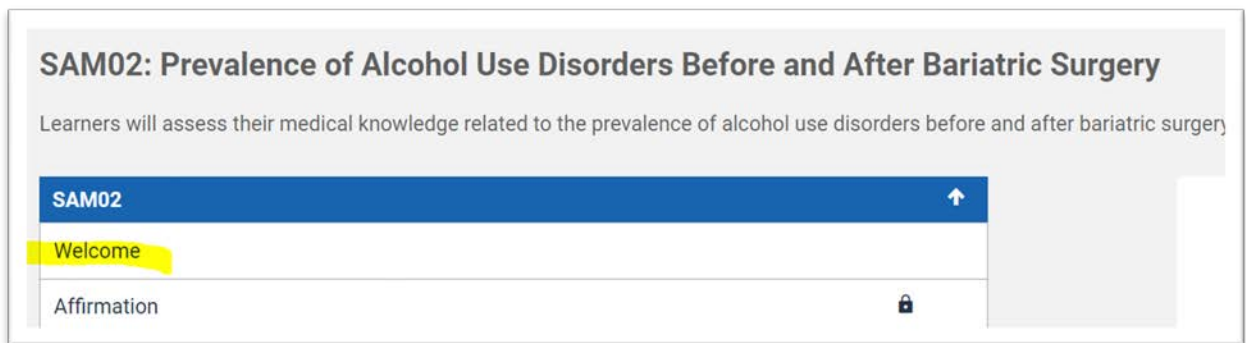 SAM02: Prevalence of Alcohol Use Disorders Before and After Bariatric Surgery
Learners will assess their medical knowledge related to the prevalence of alcohol use disorders before and after bariatric surgery
SAM02
Welcome
Affirmation